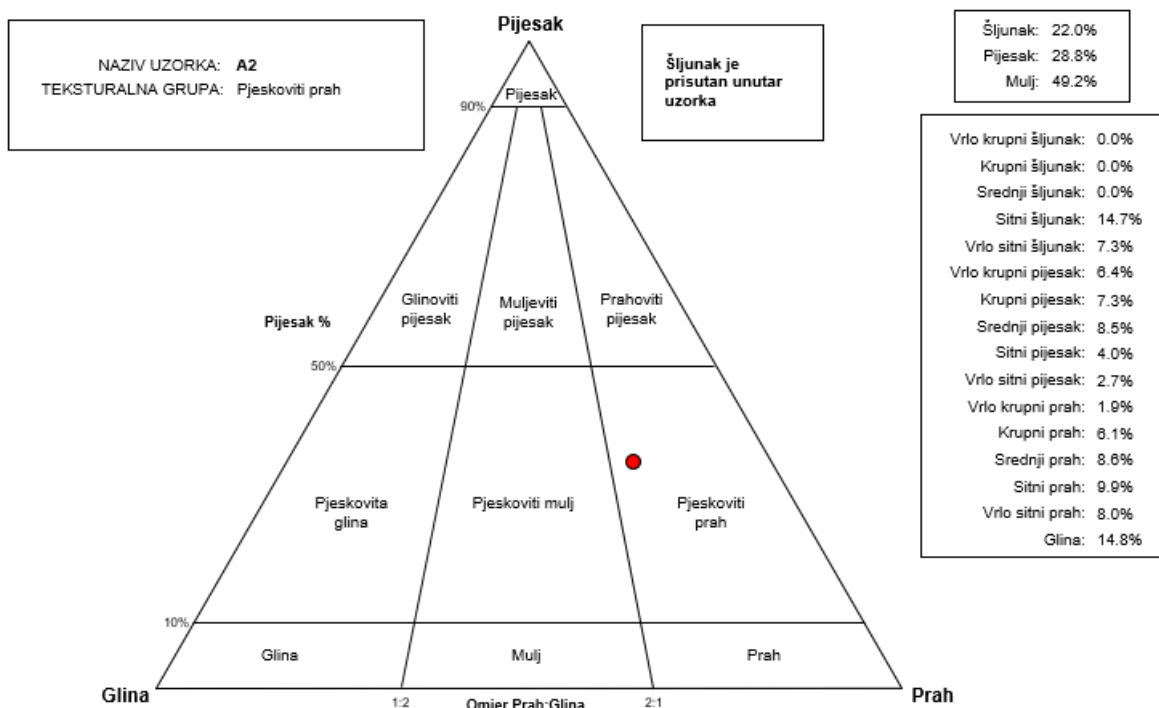 Pijesak
NAZIV UZORKA: A2
TEKSTURALNA GRUPA: Pjeskoviti prah
Šljunak je
prisutan unutar
uzorka
Šljunak: 22.0%
Pijesak: 28.8%
Mulj: 49.2%
90%
Pijesak
Vrlo krupni šljunak: 0.0%
Krupni šljunak: 0.0%
Srednji šljunak: 0.0%
Sitni šljunak: 14.7%
Vrlo sitni šljunak: 7.3%
Vrlo krupni pijesak: 6.4%
Krupni pijesak: 7.3%
Srednji pijesak: 8.5%
Sitni pijesak: 4.0%
Vrlo sitni pijesak: 2.7%
Vrlo krupni prah: 1.9%
Krupni prah: 6.1%
Srednji prah: 8.6%
Sitni prah: 9.9%
Vrlo sitni prah: 8.0%
Glina: 14.8%
Pijesak %
Glinoviti
pijesak
Muljeviti
pijesak
Prahoviti
pijesak
50%
Pjeskovita
glina
Pjeskoviti mulj
Pjeskoviti
prah
10%
Glina
Mulj
Prah
Glina
1:2
Omjer Prah:Glina
2:1
Prah